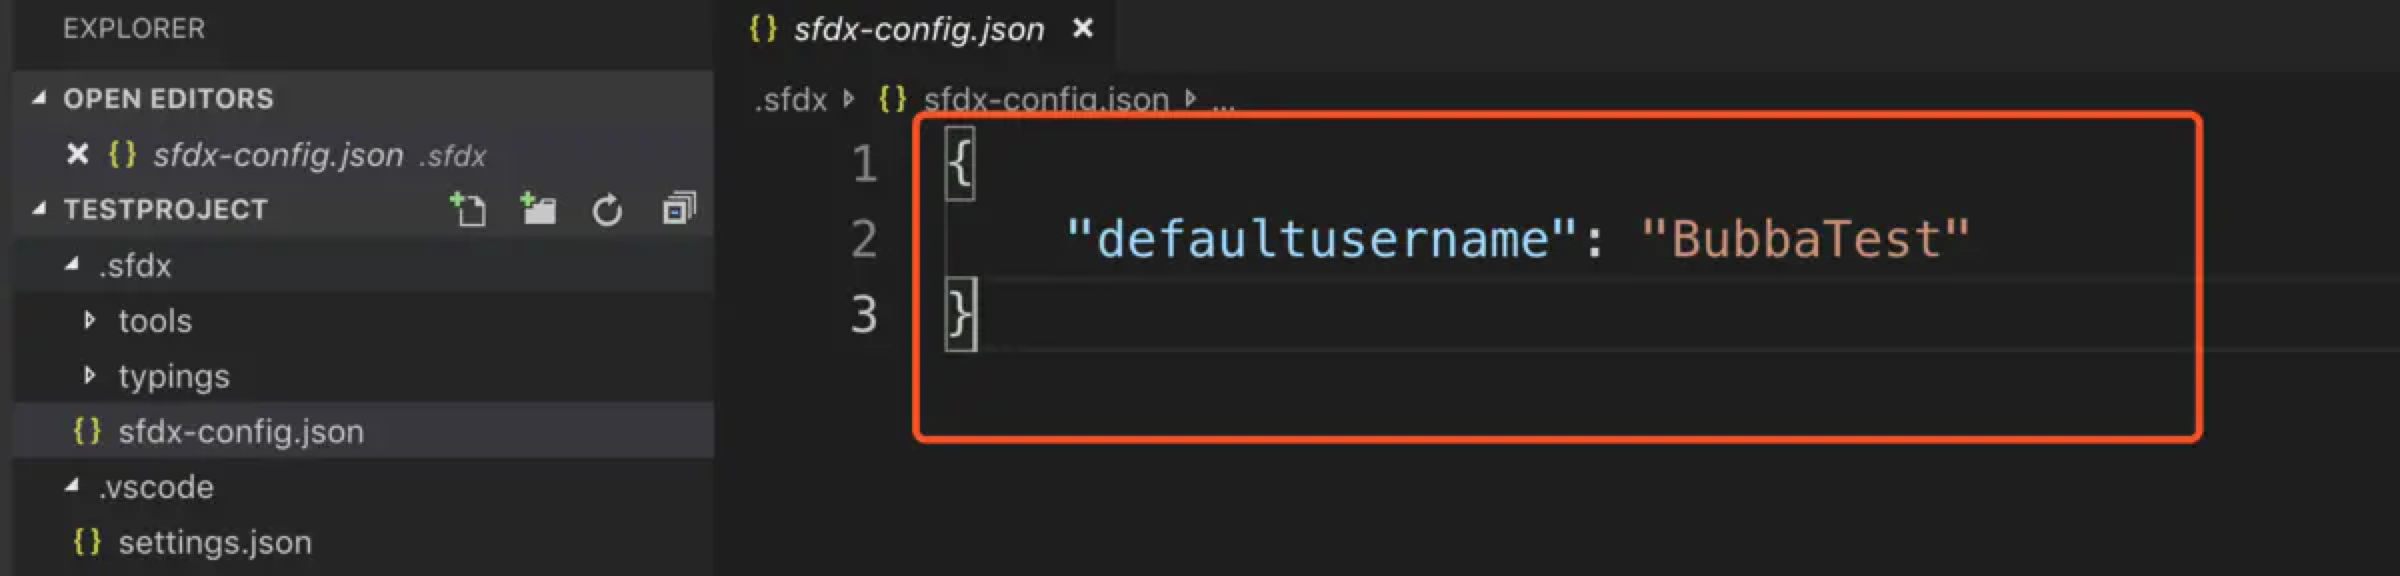 EXPLORER
OPEN EDITORS
sfdx-config.json .sfdx
TESTPROJECT
.sfdx
tools
typings
sfdx-config.json
.vscode
settings.json
sfdx-config.json
.sfdx {} sfdx-config.json ...
1 {
2 "defaultusername": "BubbaTest"
3 }